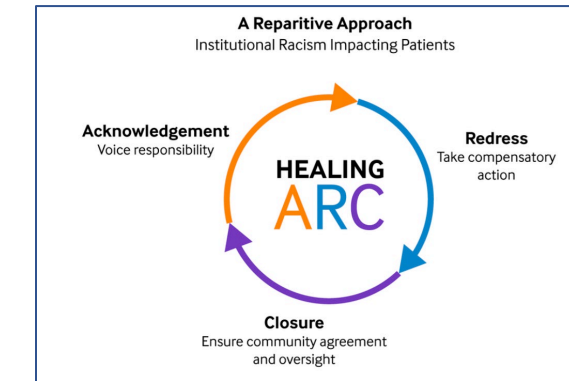 A Reparitive Approach
Institutional Racism Impacting Patients
Acknowledgement
Voice responsibility
Redress
Take compensatory
action
HEALING
ARC
Closure
Ensure community agreement
and oversight